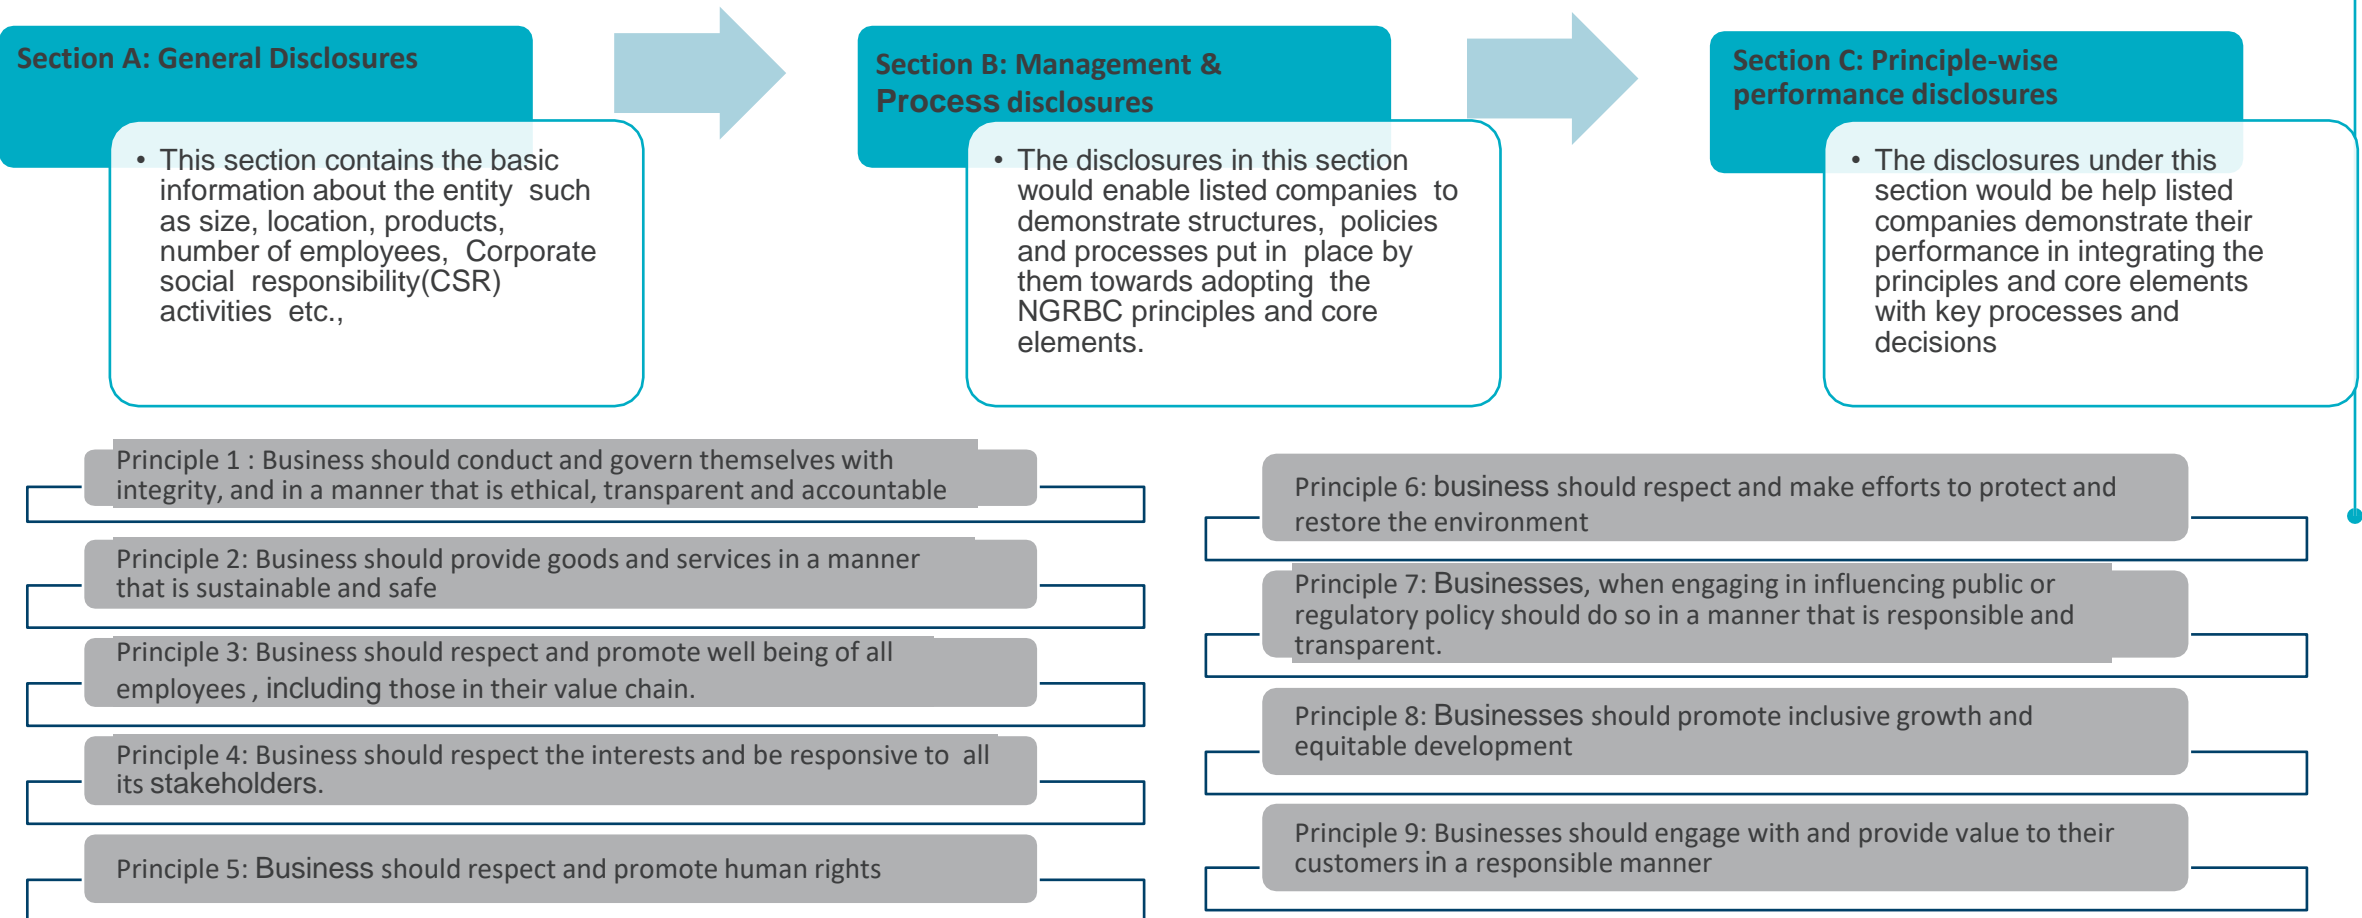 Section A: General Disclosures
• This section contains the basic
information about the entity such
as size, location, products,
number of employees, Corporate
social responsibility(CSR)
activities etc.,
Section B: Management &
Process disclosures
• The disclosures in this section
would enable listed companies to
demonstrate structures, policies
and processes put in place by
them towards adopting the
NGRBC principles and core
elements.
Section C: Principle-wise
performance disclosures
• The disclosures under this
section would be help listed
companies demonstrate their
performance in integrating the
principles and core elements
with key processes and
decisions
Principle 1 : Business should conduct and govern themselves with
integrity, and in a manner that is ethical, transparent and accountable
Principle 2: Business should provide goods and services in a manner
that is sustainable and safe
Principle 3: Business should respect and promote well being of all
employees , including those in their value chain.
Principle 4: Business should respect the interests and be responsive to all
its stakeholders.
Principle 5: Business should respect and promote human rights
Principle 6: business should respect and make efforts to protect and
restore the environment
Principle 7: Businesses, when engaging in influencing public or
regulatory policy should do so in a manner that is responsible and
transparent.
Principle 8: Businesses should promote inclusive growth and
equitable development
Principle 9: Businesses should engage with and provide value to their
customers in a responsible manner